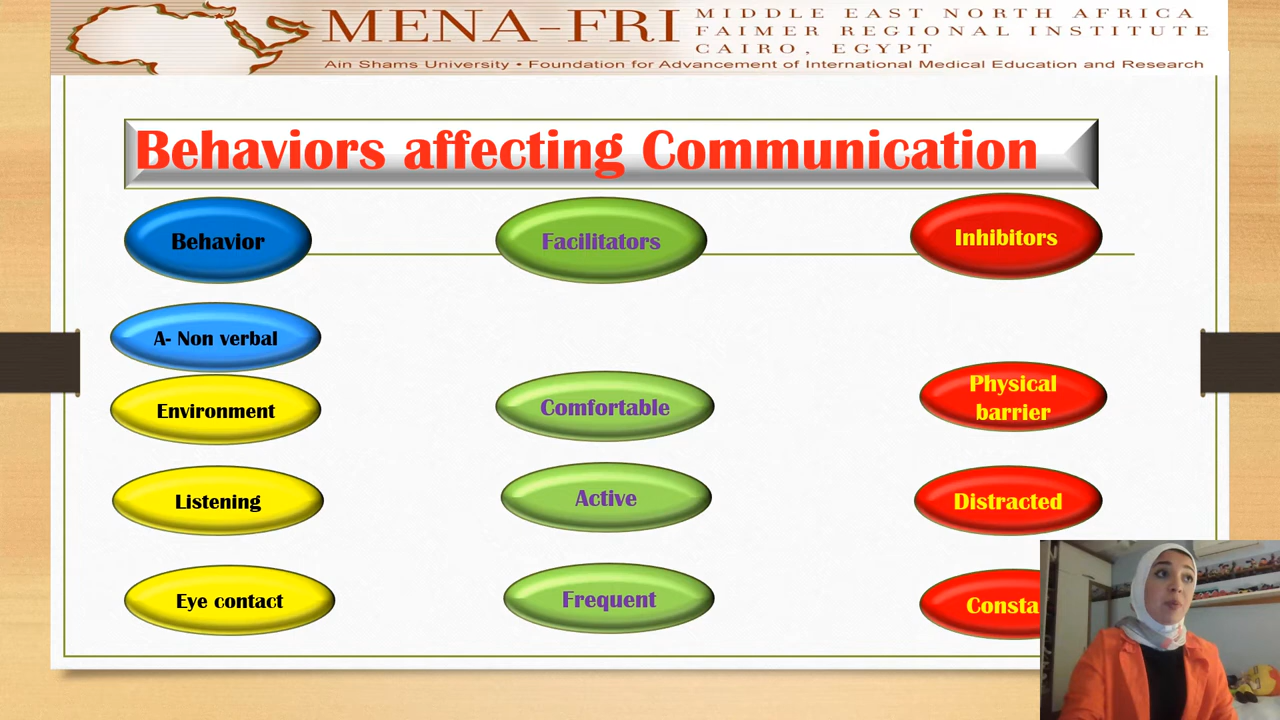 MENA-FRI
MIDDLE EAST NORTH AFRICA
FAIMER REGIONAL INSTITUTE
CAIRO, EGYPT
Ain Shams University • Foundation for Advancement of International Medical Education and Research
Behaviors affecting Communication
Behavior
Facilitators
Inhibitors
A- Non verbal
Environment
Comfortable
Physical
barrier
Listening
Active
Distracted
Eye contact
Frequent